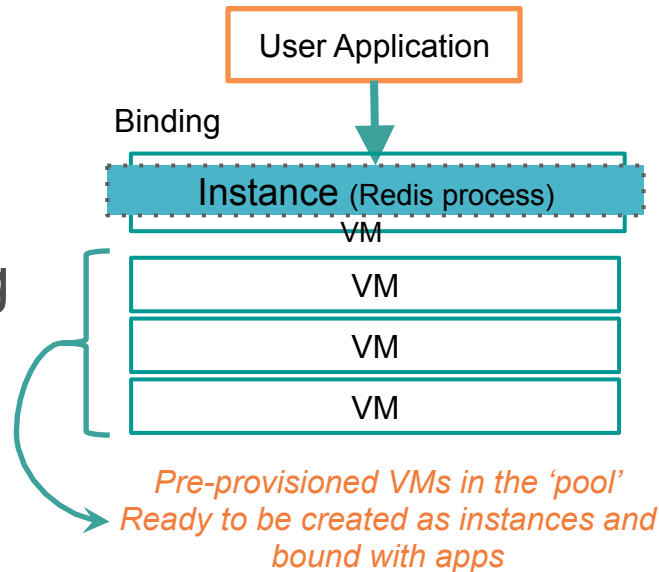 User Application
Binding
Instance (Redis process)
VM
g
VM
VM
VM
Pre-provisioned VMs in the ‘pool’
Ready to be created as instances and
bound with apps